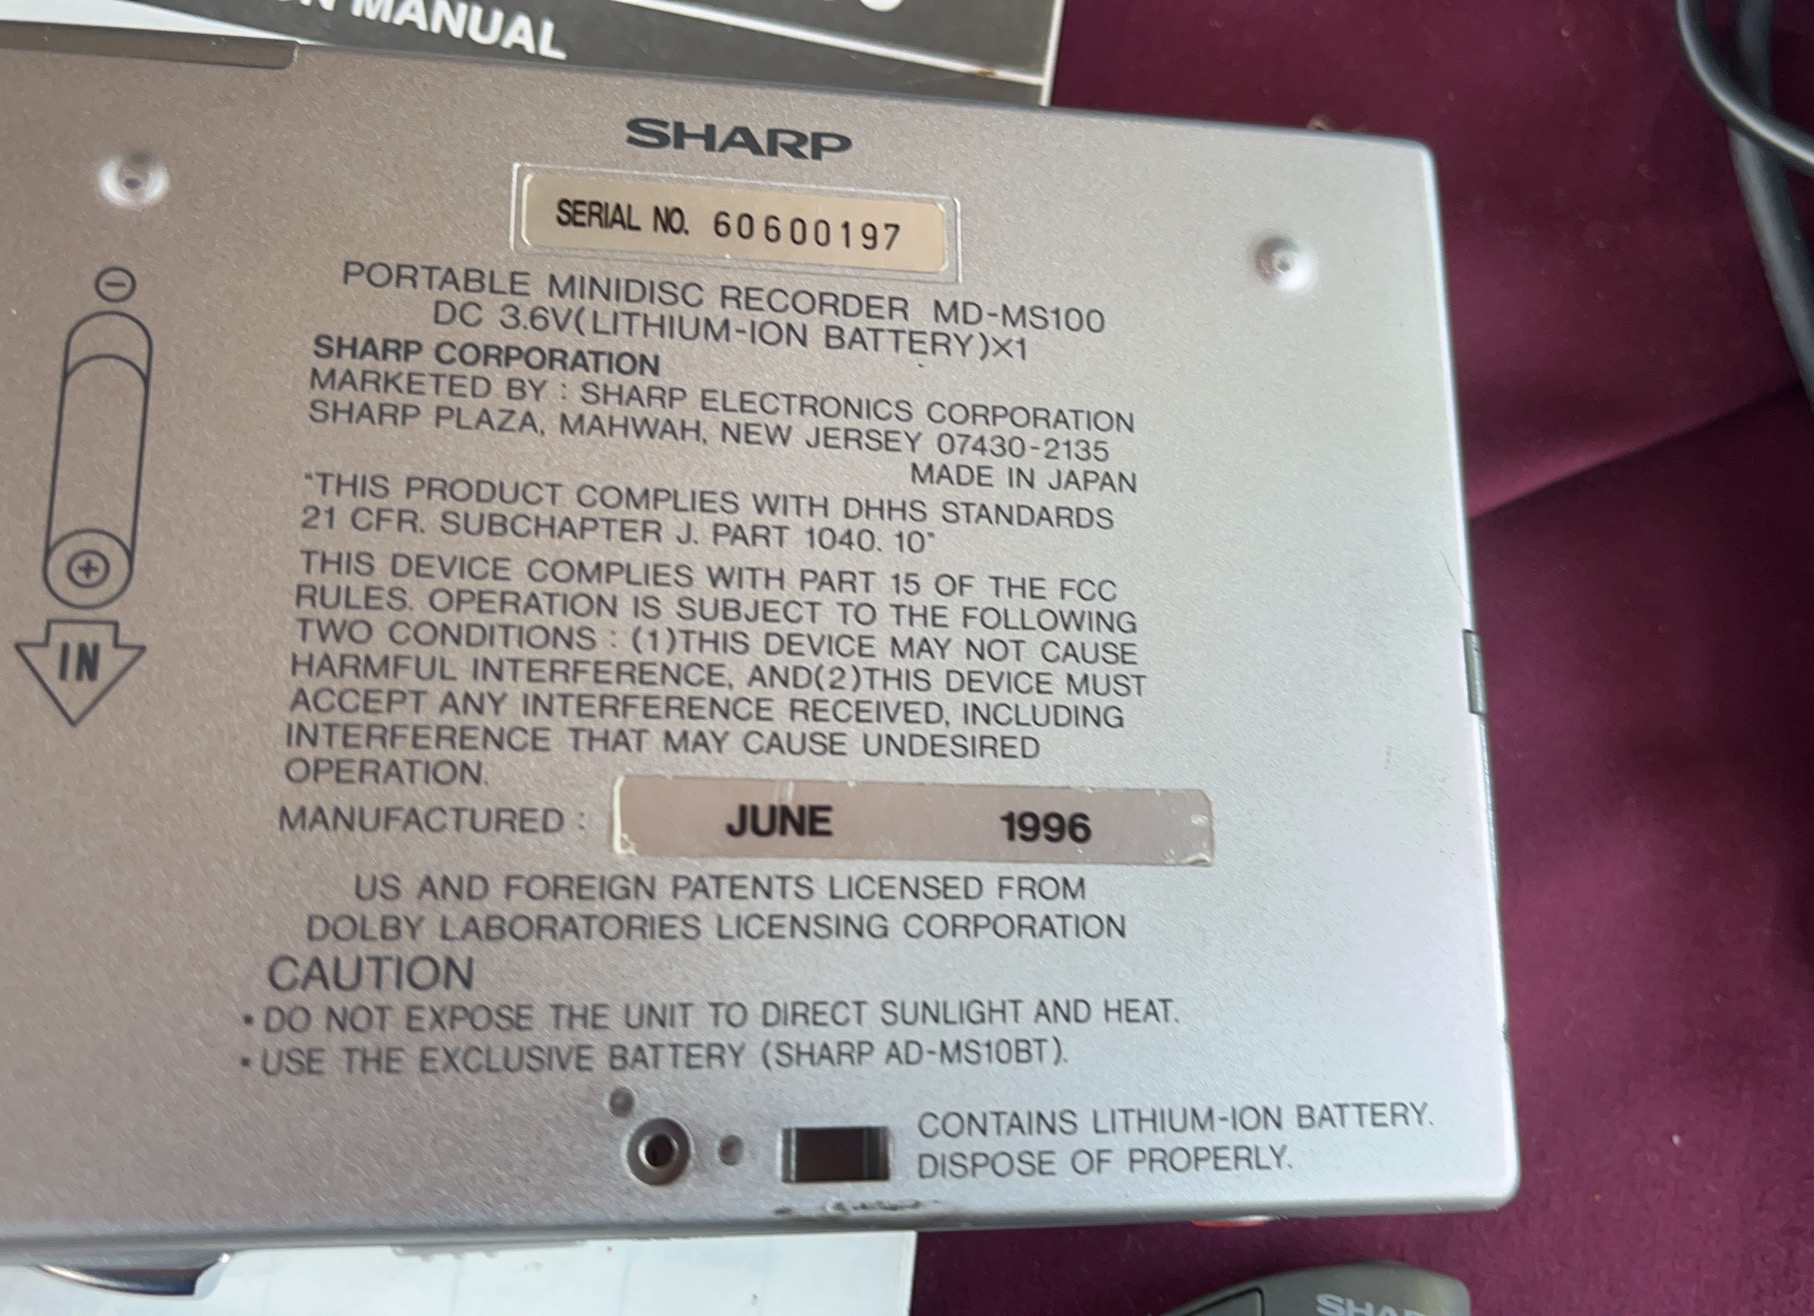 MANUAL
SHARP
SERIAL NO. 60600197
PORTABLE MINIDISC RECORDER MD-MS100
DC 3.6V(LITHIUM-ION BATTERY)X1
SHARP CORPORATION
MARKETED BY : SHARP ELECTRONICS CORPORATION
SHARP PLAZA, MAHWAH, NEW JERSEY 07430-2135
MADE IN JAPAN
"THIS PRODUCT COMPLIES WITH DHHS STANDARDS
21 CFR. SUBCHAPTER J. PART 1040. 10"
THIS DEVICE COMPLIES WITH PART 15 OF THE FCC
RULES. OPERATION IS SUBJECT TO THE FOLLOWING
TWO CONDITIONS : (1)THIS DEVICE MAY NOT CAUSE
HARMFUL INTERFERENCE, AND(2)THIS DEVICE MUST
ACCEPT ANY INTERFERENCE RECEIVED, INCLUDING
INTERFERENCE THAT MAY CAUSE UNDESIRED
OPERATION.
MANUFACTURED : JUNE 1996
US AND FOREIGN PATENTS LICENSED FROM
DOLBY LABORATORIES LICENSING CORPORATION
CAUTION
• DO NOT EXPOSE THE UNIT TO DIRECT SUNLIGHT AND HEAT.
• USE THE EXCLUSIVE BATTERY (SHARP AD-MS10BT).
CONTAINS LITHIUM-ION BATTERY.
DISPOSE OF PROPERLY.
⊖
⊕
IN